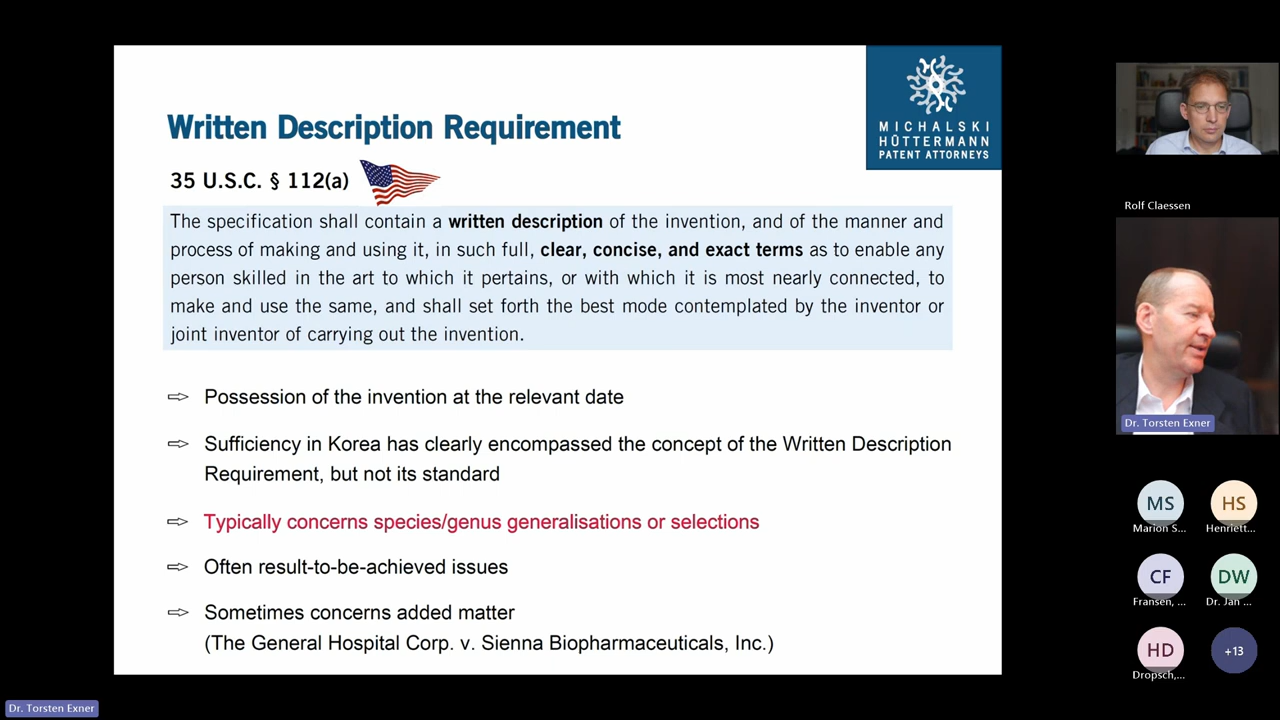 Written Description Requirement
MICHALSKI
HÜTTERMANN
PATENT ATTORNEYS
35 U.S.C. § 112(a)
The specification shall contain a written description of the invention, and of the manner and
process of making and using it, in such full, clear, concise, and exact terms as to enable any
person skilled in the art to which it pertains, or with which it is most nearly connected, to
make and use the same, and shall set forth the best mode contemplated by the inventor or
joint inventor of carrying out the invention.
⇨ Possession of the invention at the relevant date
⇨ Sufficiency in Korea has clearly encompassed the concept of the Written Description
Requirement, but not its standard
⇨ Typically concerns species/genus generalisations or selections
⇨ Often result-to-be-achieved issues
⇨ Sometimes concerns added matter
(The General Hospital Corp. v. Sienna Biopharmaceuticals, Inc.)
Rolf Claessen
Dr. Torsten Exner
MS
HS
Marion S...
Henriett...
CF
DW
Fransen, ...
Dr. Jan ...
HD
+13
Dropsch,...
Dr. Torsten Exner